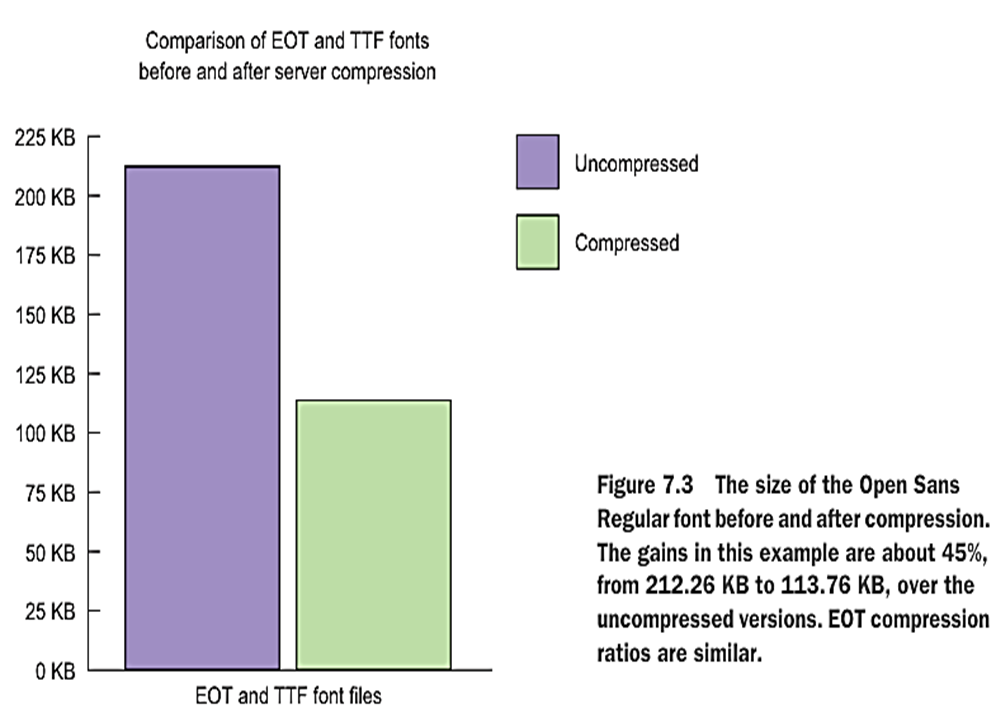 Comparison of EOT and TTF fonts
before and after server compression
225 KB
200 KB
175 KB
150 KB
125 KB
100 KB
75 KB
50 KB
25 KB
0 KB
EOT and TTF font files
Uncompressed
Compressed
Figure 7.3 The size of the Open Sans
Regular font before and after compression.
The gains in this example are about 45%,
from 212.26 KB to 113.76 KB, over the
uncompressed versions. EOT compression
ratios are similar.